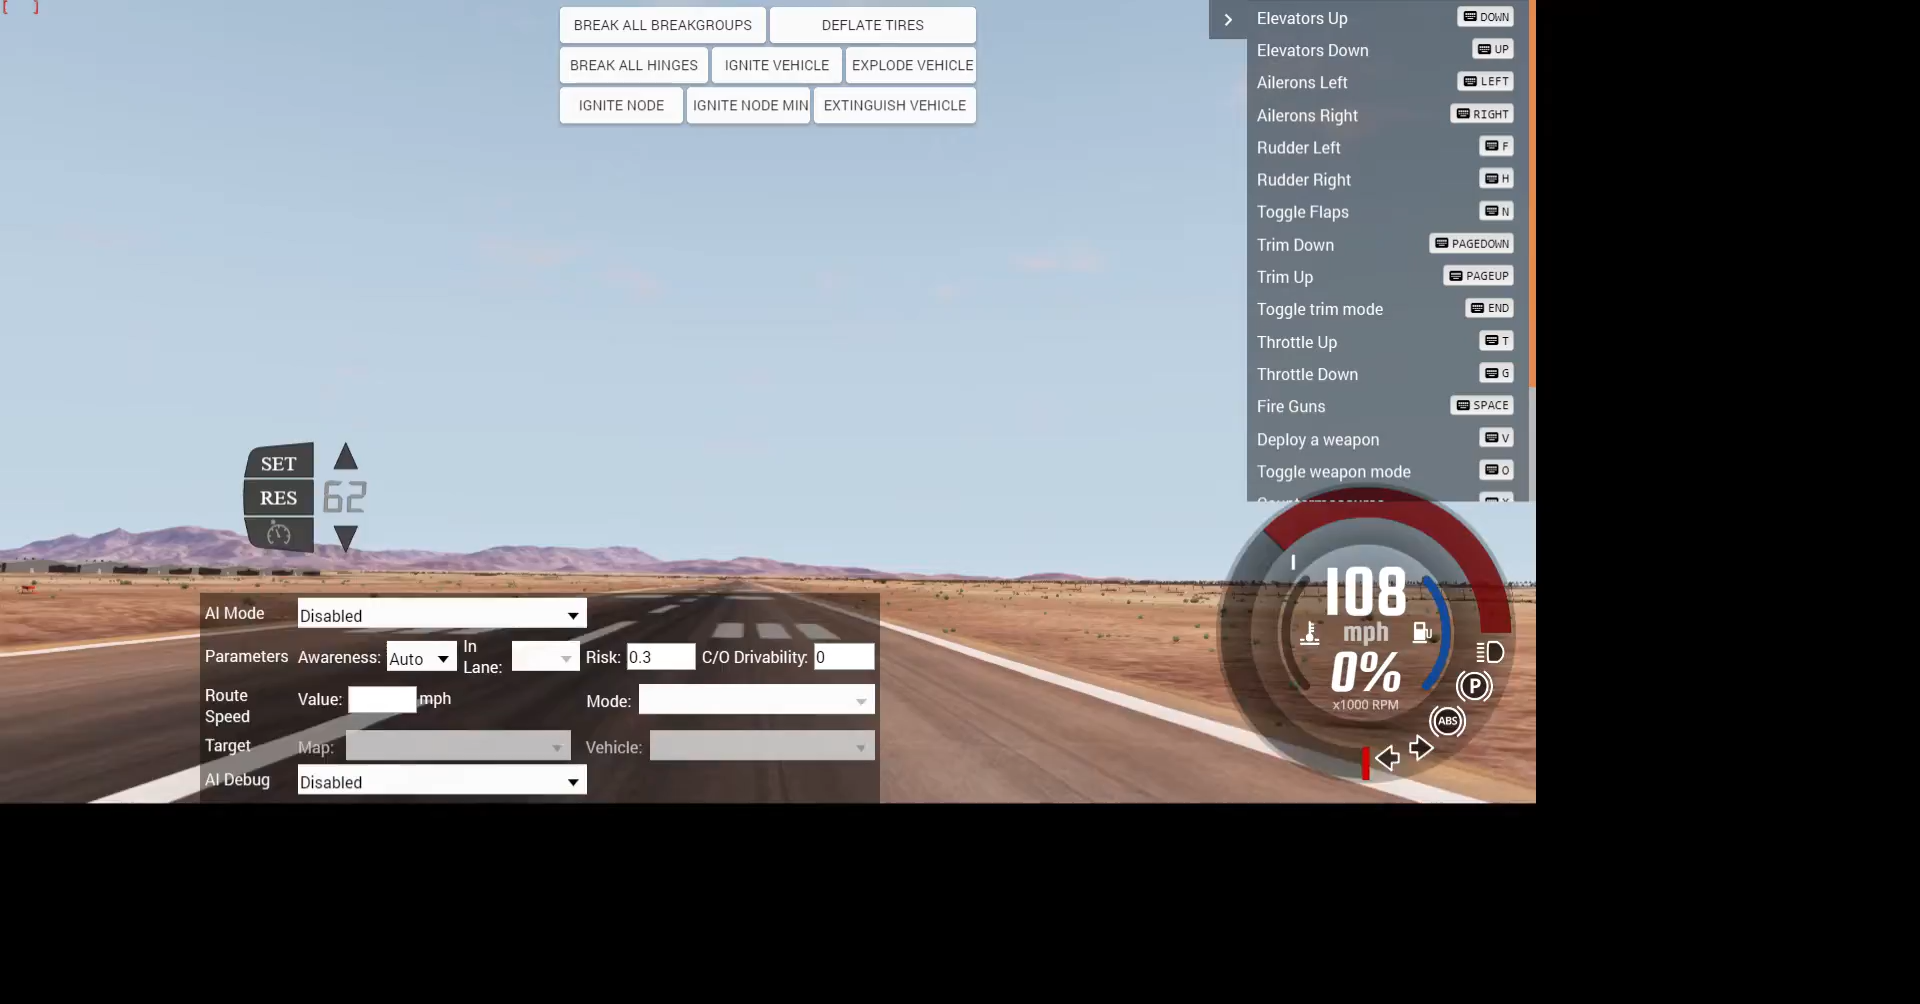 [ ]
BREAK ALL BREAKGROUPS DEFLATE TIRES
BREAK ALL HINGES IGNITE VEHICLE EXPLODE VEHICLE
IGNITE NODE IGNITE NODE MIN EXTINGUISH VEHICLE
Elevators Up DOWN
Elevators Down UP
Ailerons Left LEFT
Ailerons Right RIGHT
Rudder Left F
Rudder Right H
Toggle Flaps N
Trim Down PAGEDOWN
Trim Up PAGEUP
Toggle trim mode END
Throttle Up T
Throttle Down G
Fire Guns SPACE
Deploy a weapon V
Toggle weapon mode O
SET
RES 62
AI Mode Disabled
Parameters Awareness: Auto In Lane: Risk: 0.3 C/O Drivability: 0
Route Speed Value: mph Mode:
Target Map: Vehicle:
AI Debug Disabled
108
mph
0%
x1000 RPM
P
ABS